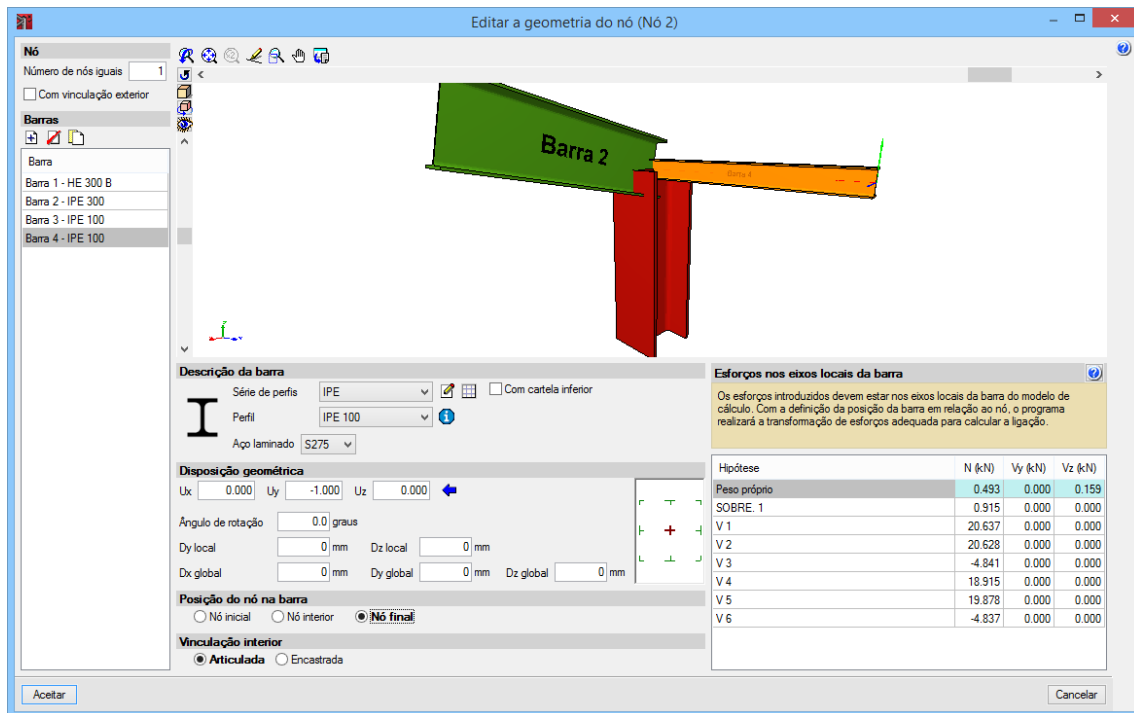 Editar a geometria do nó (Nó 2)
Nó
Número de nós iguais 1
Com vinculação exterior
Barras
Barra
Barra 1 - HE 300 B
Barra 2 - IPE 300
Barra 3 - IPE 100
Barra 4 - IPE 100
Barra 2
Barra 4
Descrição da barra
Série de perfis IPE Com cartela inferior
Perfil IPE 100
Aço laminado S275
Disposição geométrica
Ux 0.000 Uy -1.000 Uz 0.000
Ângulo de rotação 0.0 graus
Dy local 0 mm Dz local 0 mm
Dx global 0 mm Dy global 0 mm Dz global 0 mm
Posição do nó na barra
Nó inicial Nó interior Nó final
Vinculação interior
Articulada Encastrada
Esforços nos eixos locais da barra
Os esforços introduzidos devem estar nos eixos locais da barra do modelo de
cálculo. Com a definição da posição da barra em relação ao nó, o programa
realizará a transformação de esforços adequada para calcular a ligação.
Hipótese N (kN) Vy (kN) Vz (kN)
Peso próprio 0.493 0.000 0.159
SOBRE. 1 0.915 0.000 0.000
V 1 20.637 0.000 0.000
V 2 20.628 0.000 0.000
V 3 -4.841 0.000 0.000
V 4 18.915 0.000 0.000
V 5 19.878 0.000 0.000
V 6 -4.837 0.000 0.000
Aceitar
Cancelar